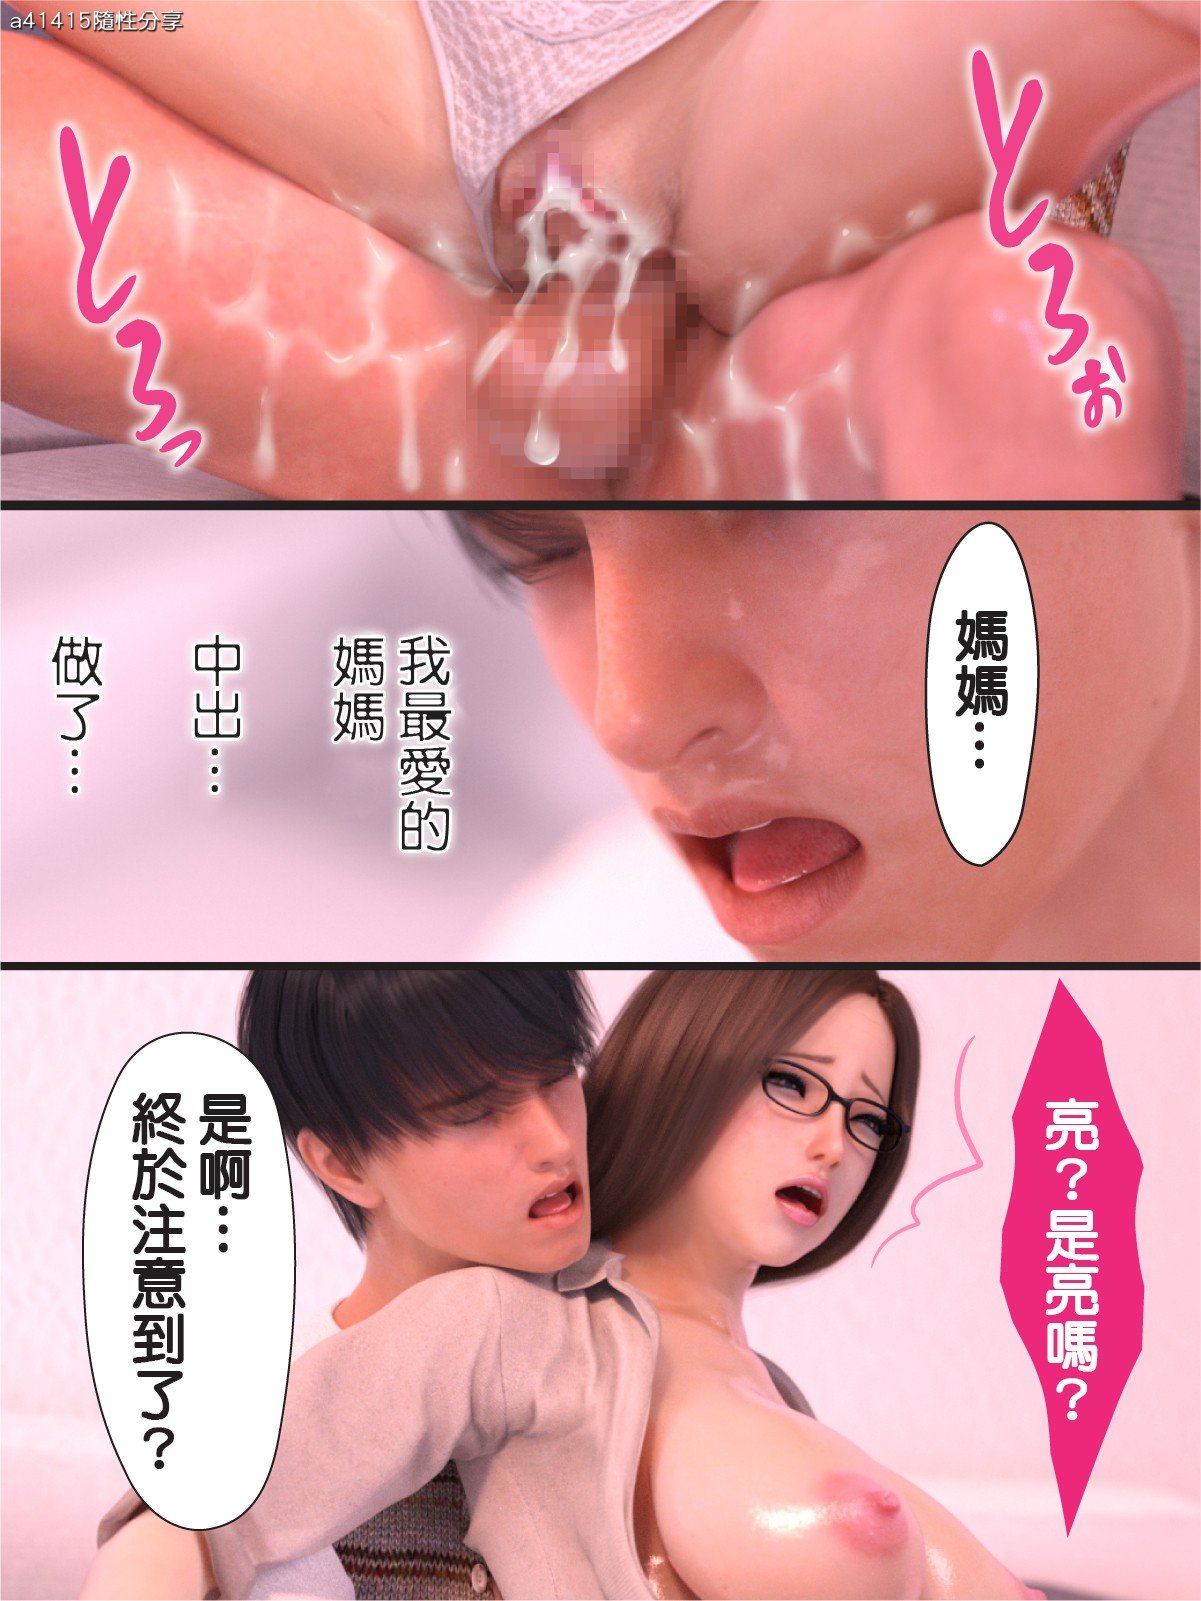 a41415隨性分享
とろぉ
とろっ
媽媽…
我最愛的
媽媽
中出…
做了…
亮？是亮嗎？
是啊…
終於注意到了？